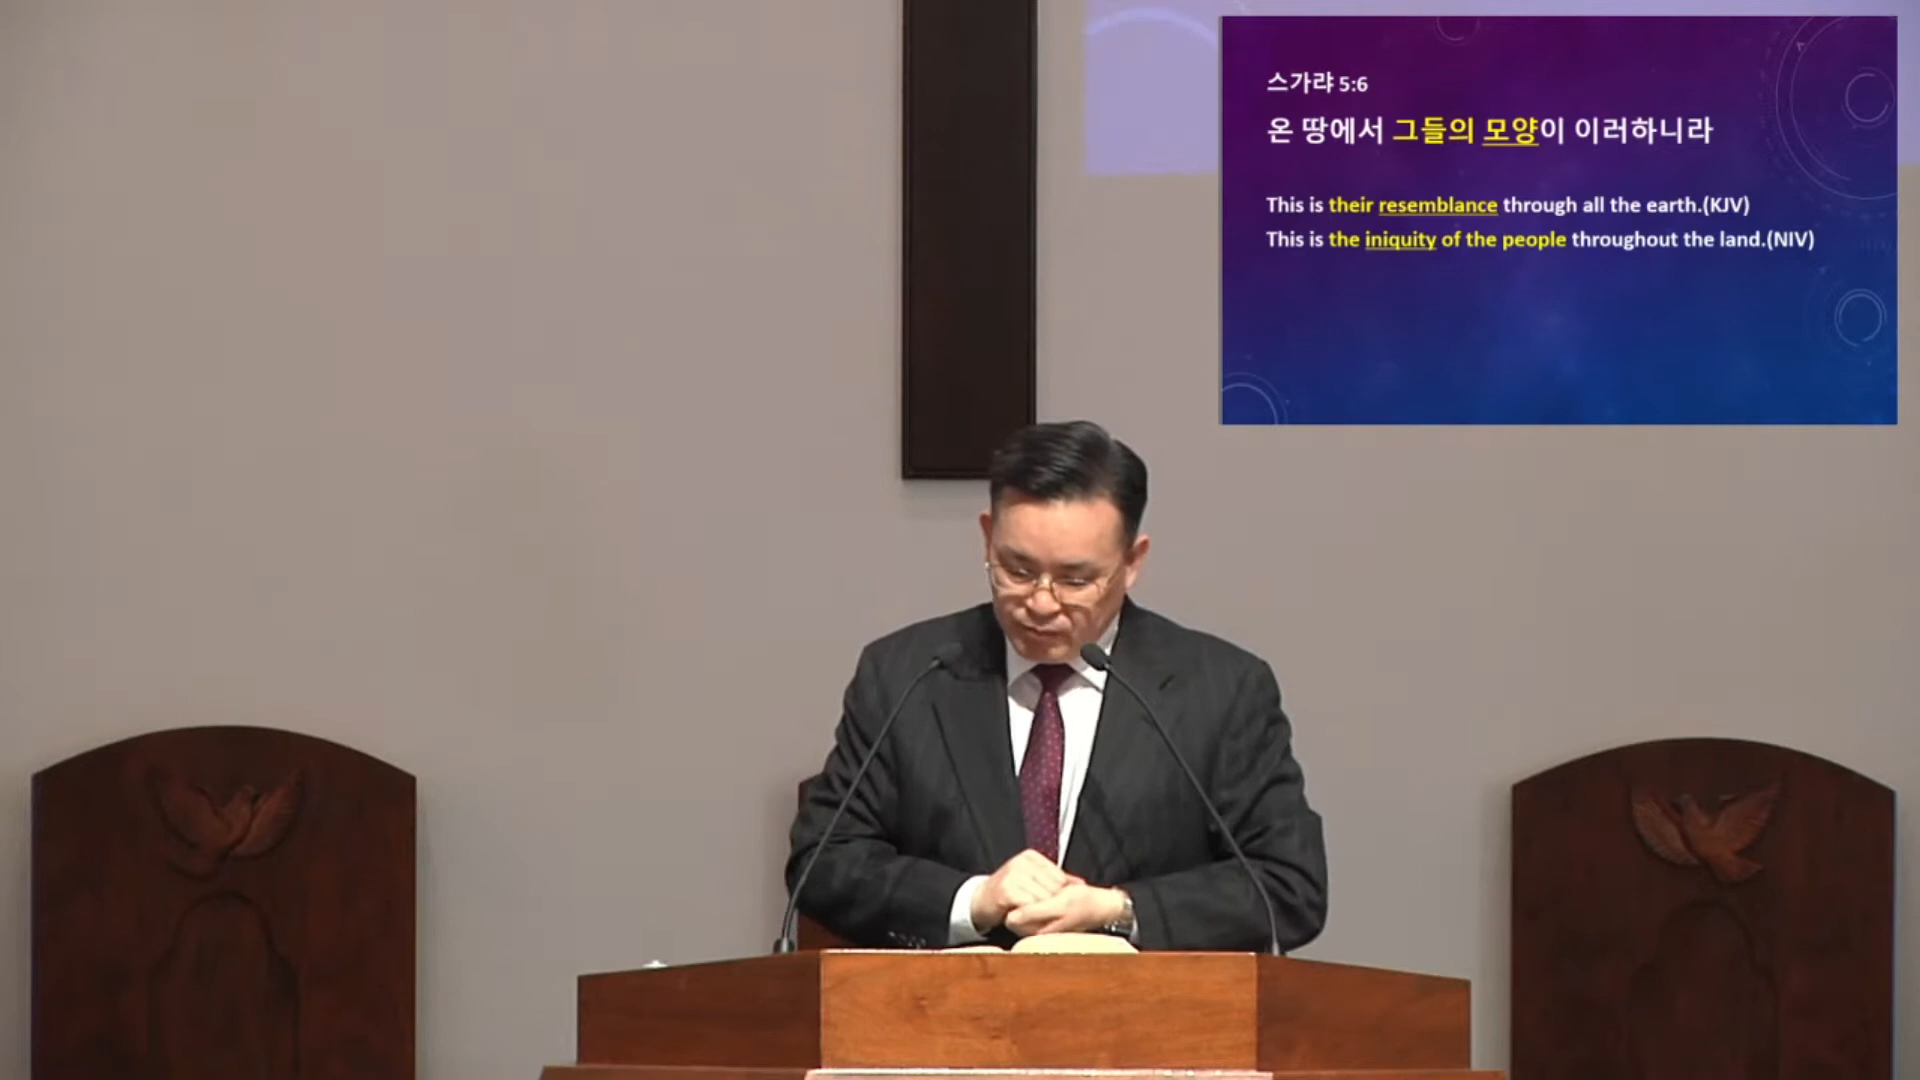 스가랴 5:6
온 땅에서 그들의 모양이 이러하니라
This is their resemblance through all the earth.(KJV)
This is the iniquity of the people throughout the land.(NIV)